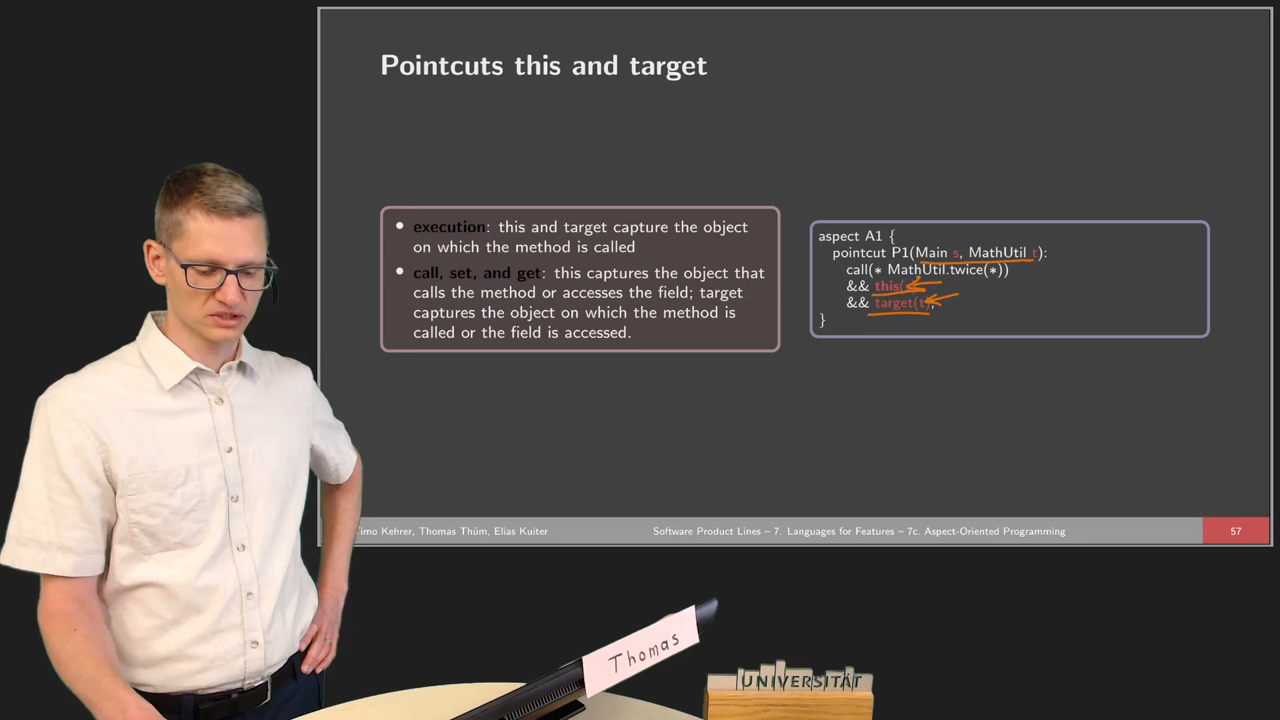 Pointcuts this and target
• execution: this and target capture the object
on which the method is called
• call, set, and get: this captures the object that
calls the method or accesses the field; target
captures the object on which the method is
called or the field is accessed.
aspect A1 {
pointcut P1(Main s, MathUtil t):
call(* MathUtil.twice(*))
&& this(
&& target(t);
}
Timo Kehrer, Thomas Thüm, Elias Kuiter
Software Product Lines – 7. Languages for Features – 7c. Aspect-Oriented Programming
57
Thomas
UNIVERSITÄT